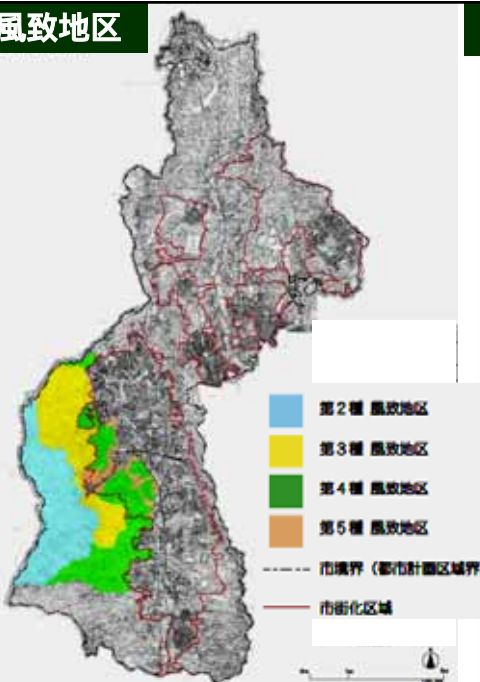 風致地区
第2種 風致地区
第3種 風致地区
第4種 風致地区
第5種 風致地区
市境界（都市計画区域界
市街化区域